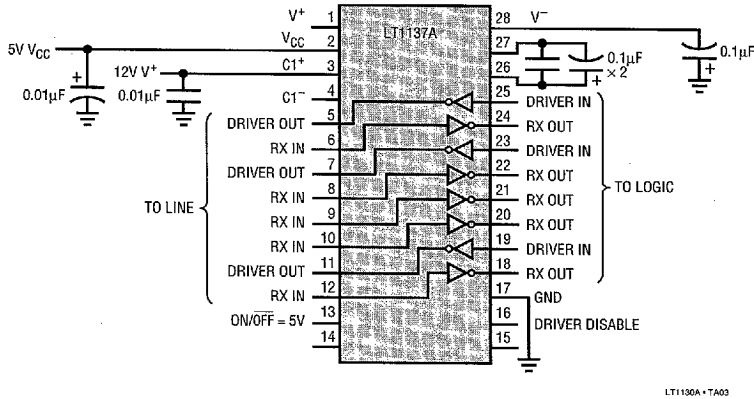 V+ 1 LT1137A 28 V−
5V VCC VCC 2 27
12V V+ C1+ 3 26 0.1μF × 2 0.1μF
+ 0.01μF 0.01μF + +
C1− 4 25 DRIVER IN
DRIVER OUT 5 24 RX OUT
RX IN 6 23 DRIVER IN
DRIVER OUT 7 22 RX OUT
RX IN 8 21 RX OUT
TO LINE TO LOGIC
RX IN 9 20 RX OUT
RX IN 10 19 DRIVER IN
DRIVER OUT 11 18 RX OUT
RX IN 12 17 GND
ON/OFF = 5V 13 16 DRIVER DISABLE
14 15
LT1130A • TA03